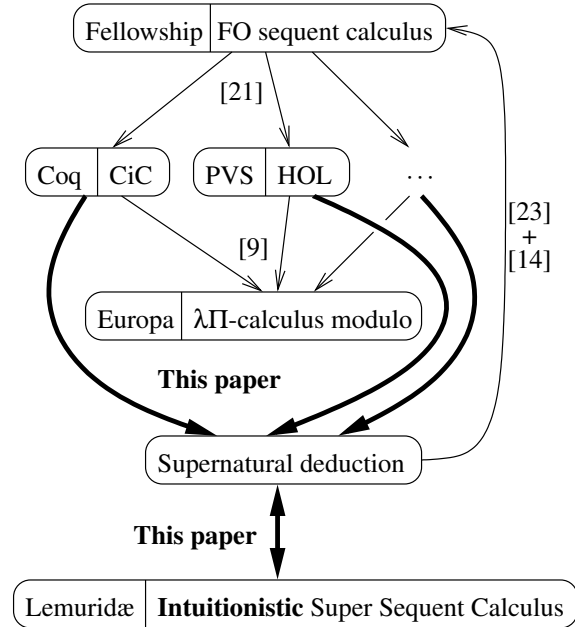 Fellowship FO sequent calculus
[21]
Coq CiC PVS HOL ...
[23]
+
[14]
[9]
Europa λΠ-calculus modulo
This paper
Supernatural deduction
This paper
Lemuridæ Intuitionistic Super Sequent Calculus